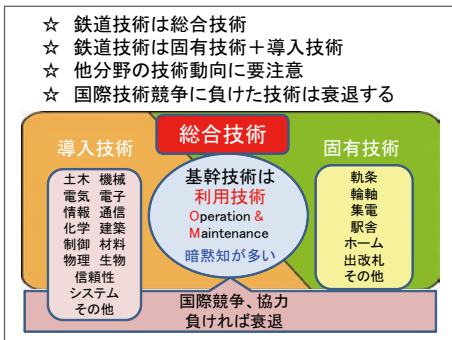 ☆ 鉄道技術は総合技術
☆ 鉄道技術は固有技術＋導入技術
☆ 他分野の技術動向に要注意
☆ 国際技術競争に負けた技術は衰退する
総合技術
導入技術
土木 機械
電気 電子
情報 通信
化学 建築
制御 材料
物理 生物
信頼性
システム
その他
基幹技術は
利用技術
Operation &
Maintenance
暗黙知が多い
固有技術
軌条
輪軸
集電
駅舎
ホーム
出改札
その他
国際競争、協力
負ければ衰退